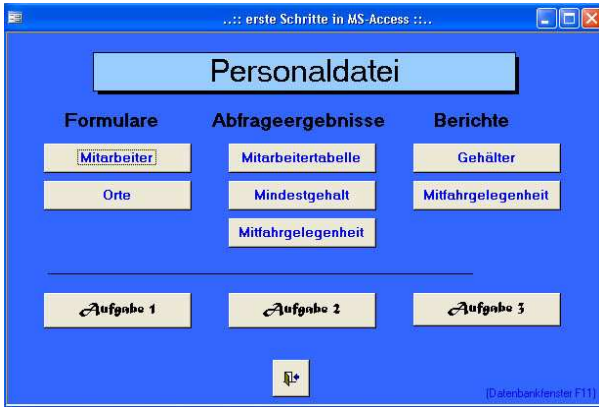 ..:: erste Schritte in MS-Access ::..
Personaldatei
Formulare Abfrageergebnisse Berichte
Mitarbeiter Mitarbeitertabelle Gehälter
Orte Mindestgehalt Mitfahrgelegenheit
Mitfahrgelegenheit
Aufgabe 1 Aufgabe 2 Aufgabe 3
(Datenbankfenster F11)